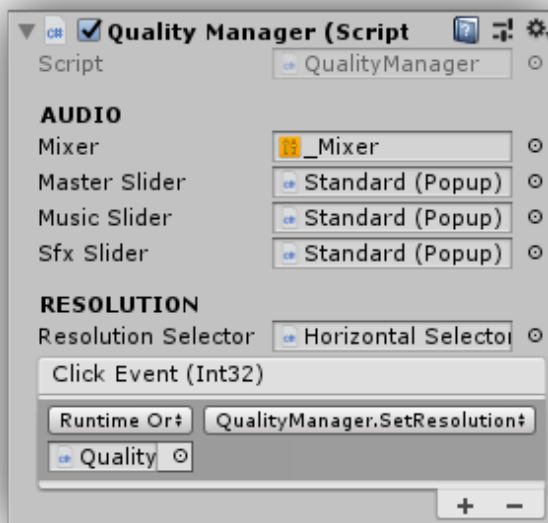 Quality Manager (Script
Script QualityManager
AUDIO
Mixer _Mixer
Master Slider Standard (Popup)
Music Slider Standard (Popup)
Sfx Slider Standard (Popup)
RESOLUTION
Resolution Selector Horizontal Selector
Click Event (Int32)
Runtime Or QualityManager.SetResolution
Quality
+ −